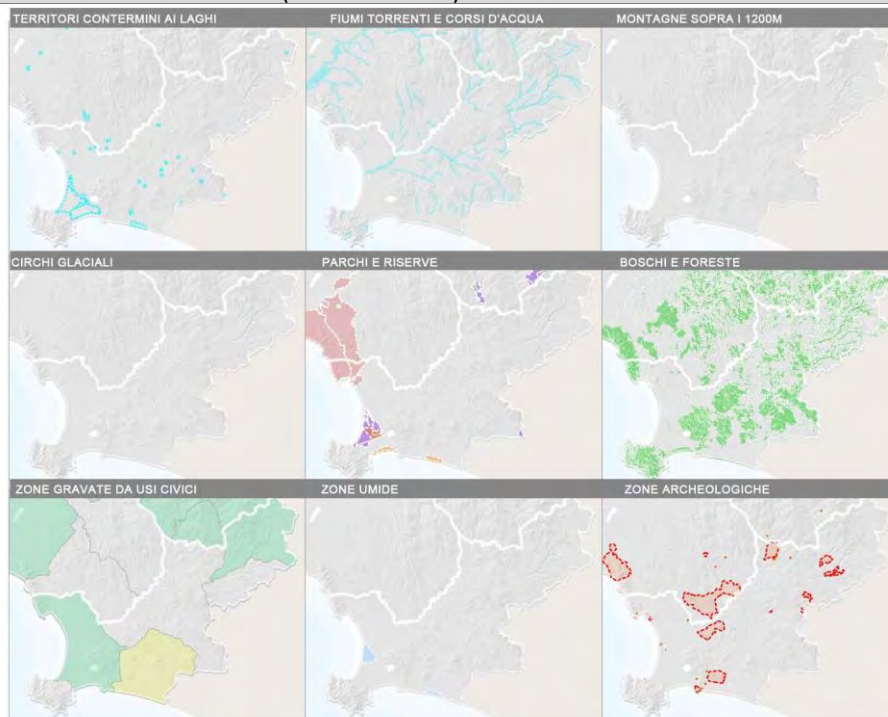 TERRITORI CONTERMINI AI LAGHI
FIUMI TORRENTI E CORSI D'ACQUA
MONTAGNE SOPRA I 1200M
CIRCHI GLACIALI
PARCHI E RISERVE
BOSCHI E FORESTE
ZONE GRAVATE DA USI CIVICI
ZONE UMIDE
ZONE ARCHEOLOGICHE